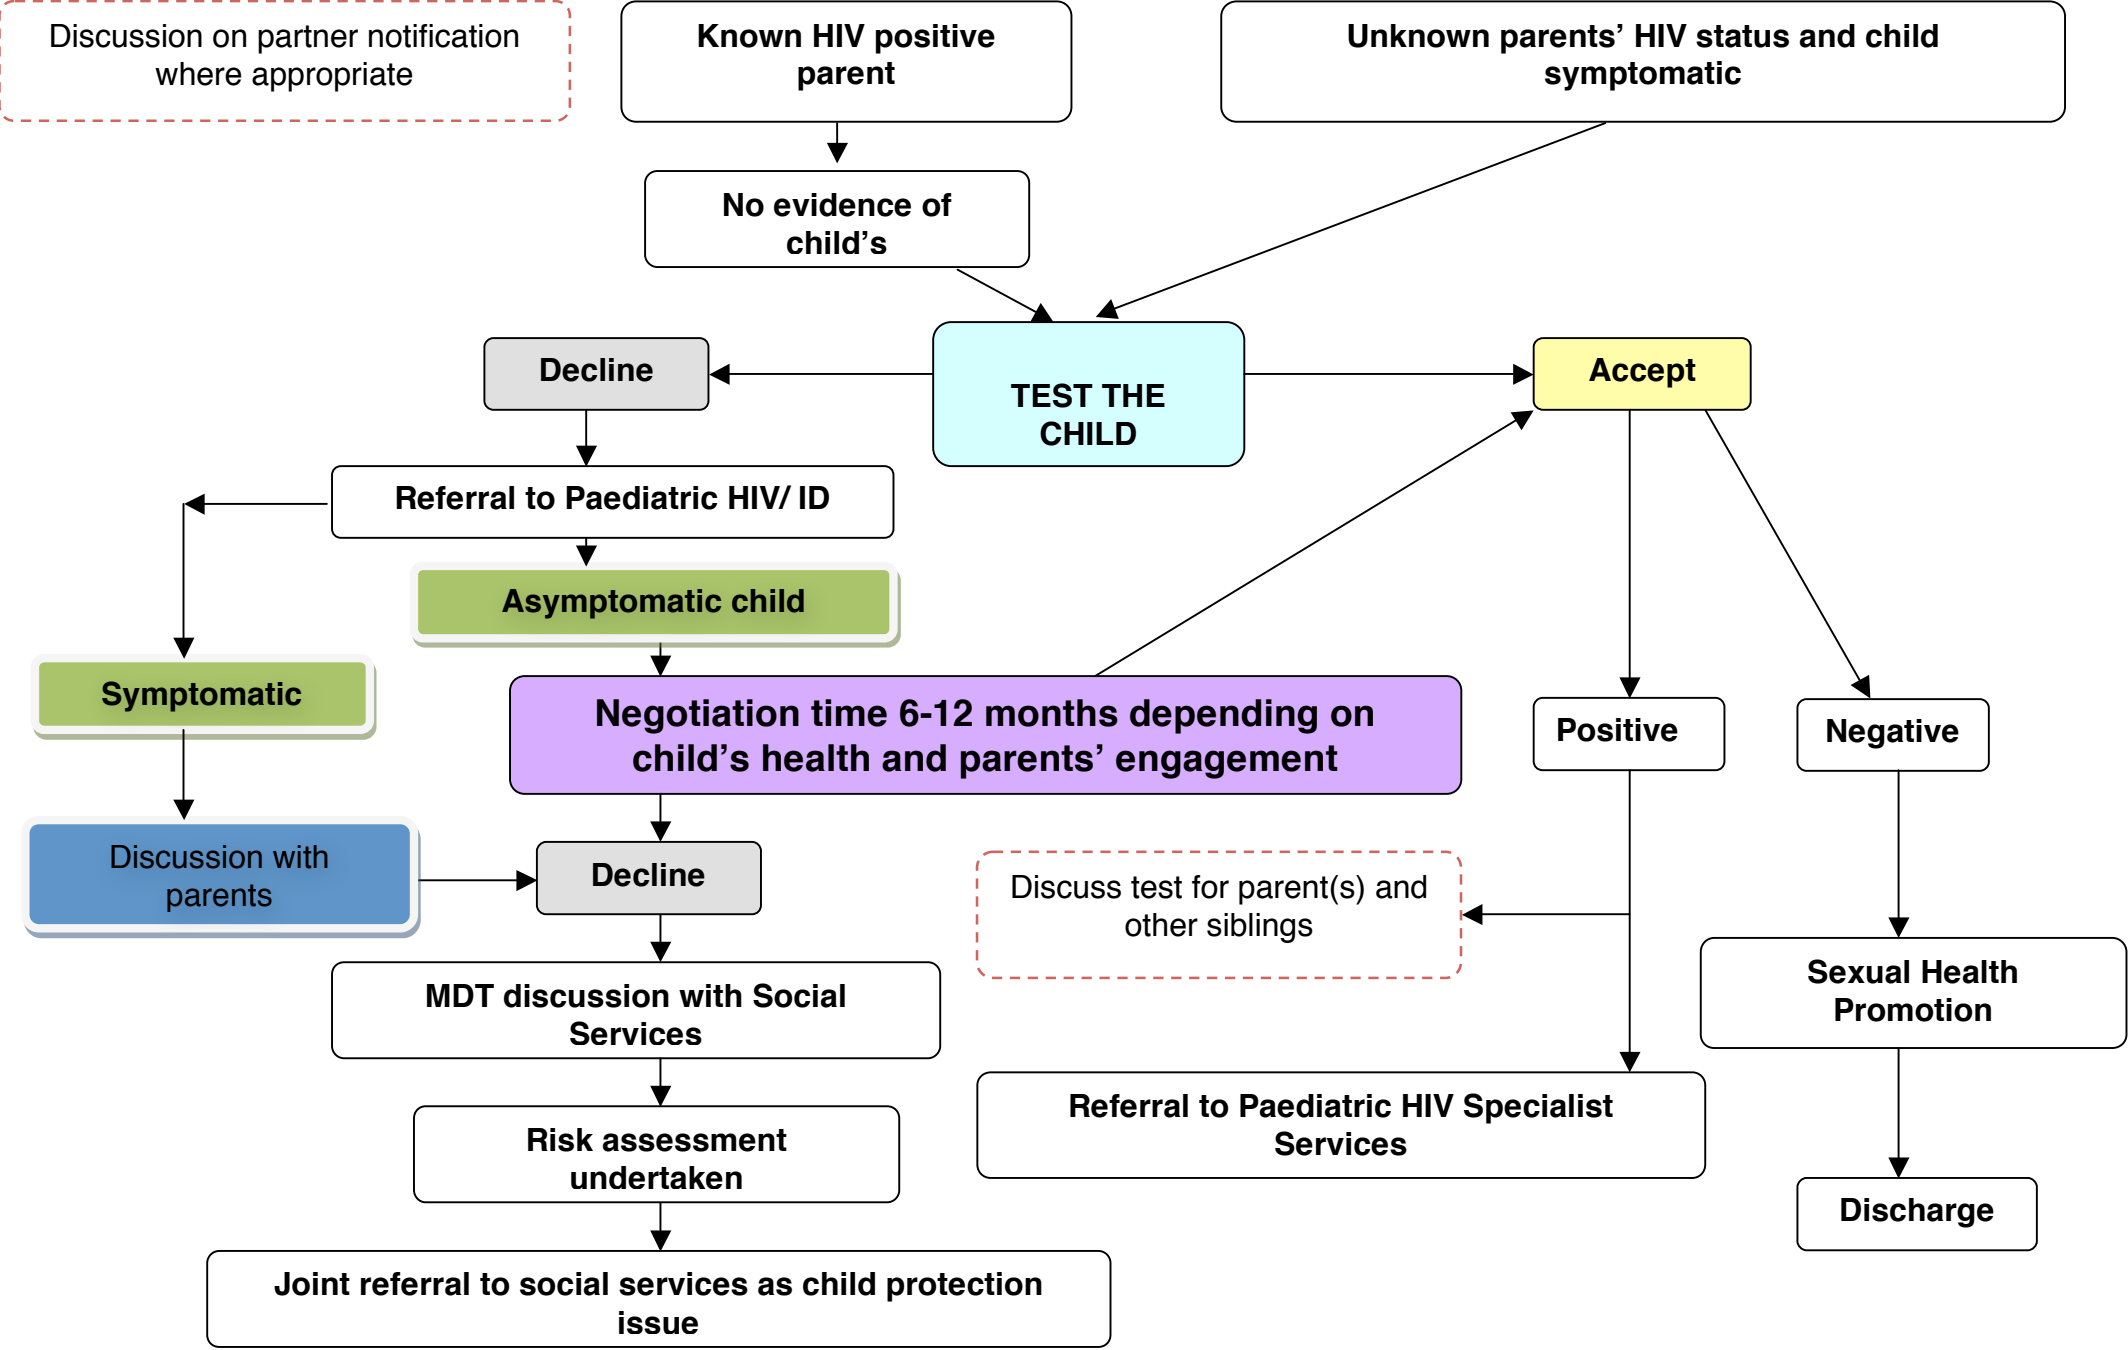 Discussion on partner notification
where appropriate
Known HIV positive
parent
Unknown parents’ HIV status and child
symptomatic
No evidence of
child’s
TEST THE
CHILD
Decline
Accept
Referral to Paediatric HIV/ ID
Asymptomatic child
Symptomatic
Negotiation time 6-12 months depending on
child’s health and parents’ engagement
Positive
Negative
Discussion with
parents
Decline
Discuss test for parent(s) and
other siblings
MDT discussion with Social
Services
Sexual Health
Promotion
Referral to Paediatric HIV Specialist
Services
Risk assessment
undertaken
Discharge
Joint referral to social services as child protection
issue